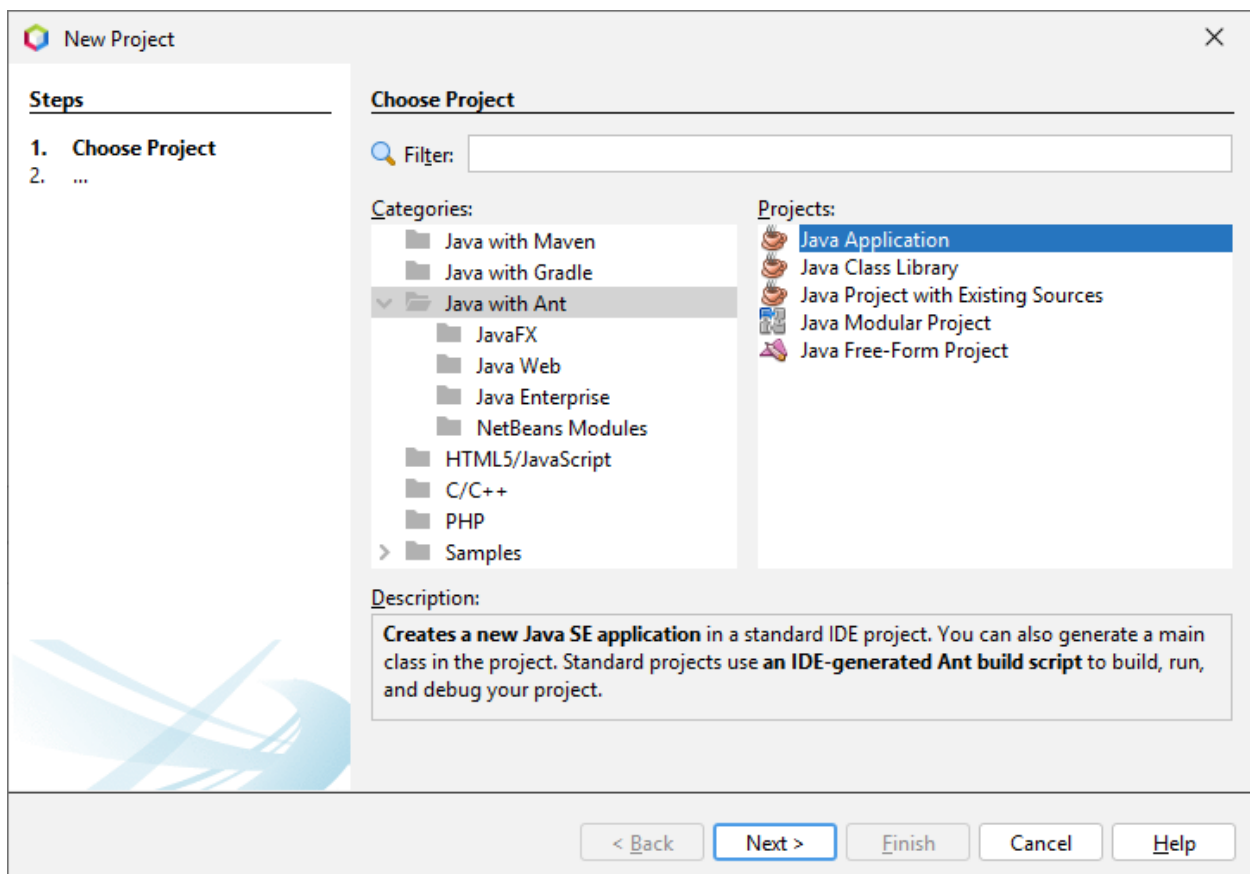 New Project
Steps
1. Choose Project
2. ...
Choose Project
Filter:
Categories:
Java with Maven
Java with Gradle
Java with Ant
JavaFX
Java Web
Java Enterprise
NetBeans Modules
HTML5/JavaScript
C/C++
PHP
Samples
Projects:
Java Application
Java Class Library
Java Project with Existing Sources
Java Modular Project
Java Free-Form Project
Description:
Creates a new Java SE application in a standard IDE project. You can also generate a main
class in the project. Standard projects use an IDE-generated Ant build script to build, run,
and debug your project.
< Back
Next >
Finish
Cancel
Help